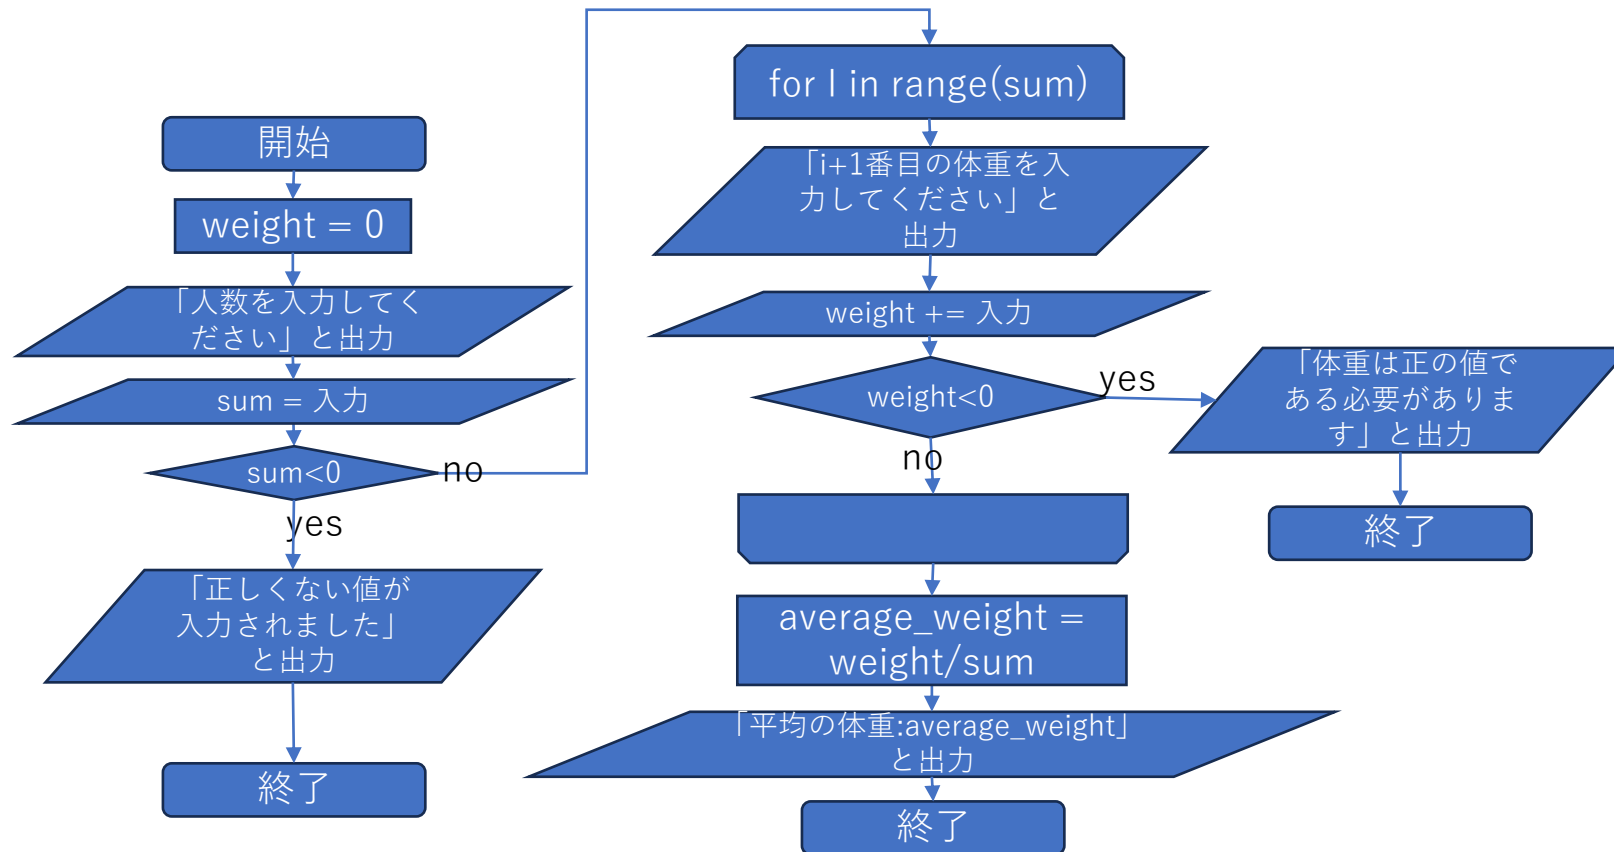 開始
weight = 0
「人数を入力してく
ださい」と出力
sum = 入力
sum<0
no
yes
「正しくない値が
入力されました」
と出力
終了
for I in range(sum)
「i+1番目の体重を入
力してください」と
出力
weight += 入力
weight<0
yes
no
「体重は正の値で
ある必要がありま
す」と出力
終了
average_weight =
weight/sum
「平均の体重:average_weight」
と出力
終了